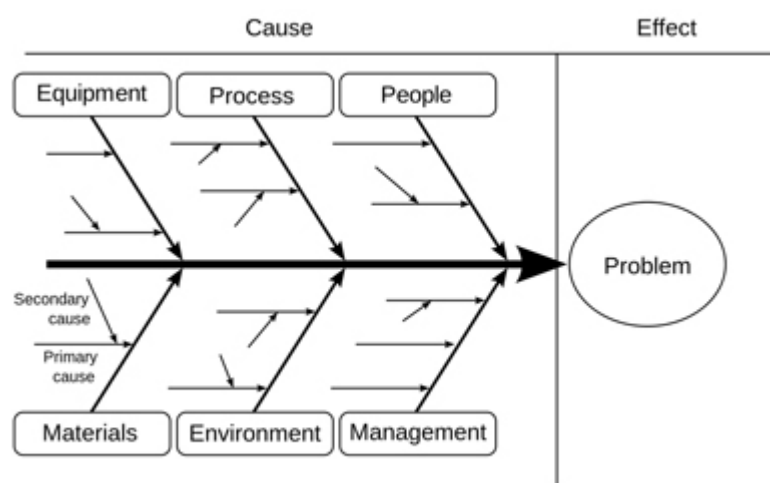 Cause
Effect
Equipment
Process
People
Problem
Secondary
cause
Primary
cause
Materials
Environment
Management